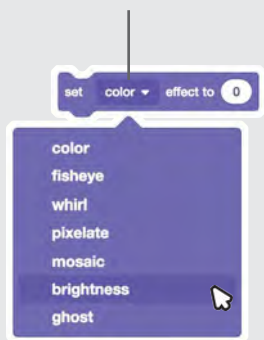 set color effect to 0
color
fisheye
whirl
pixelate
mosaic
brightness
ghost